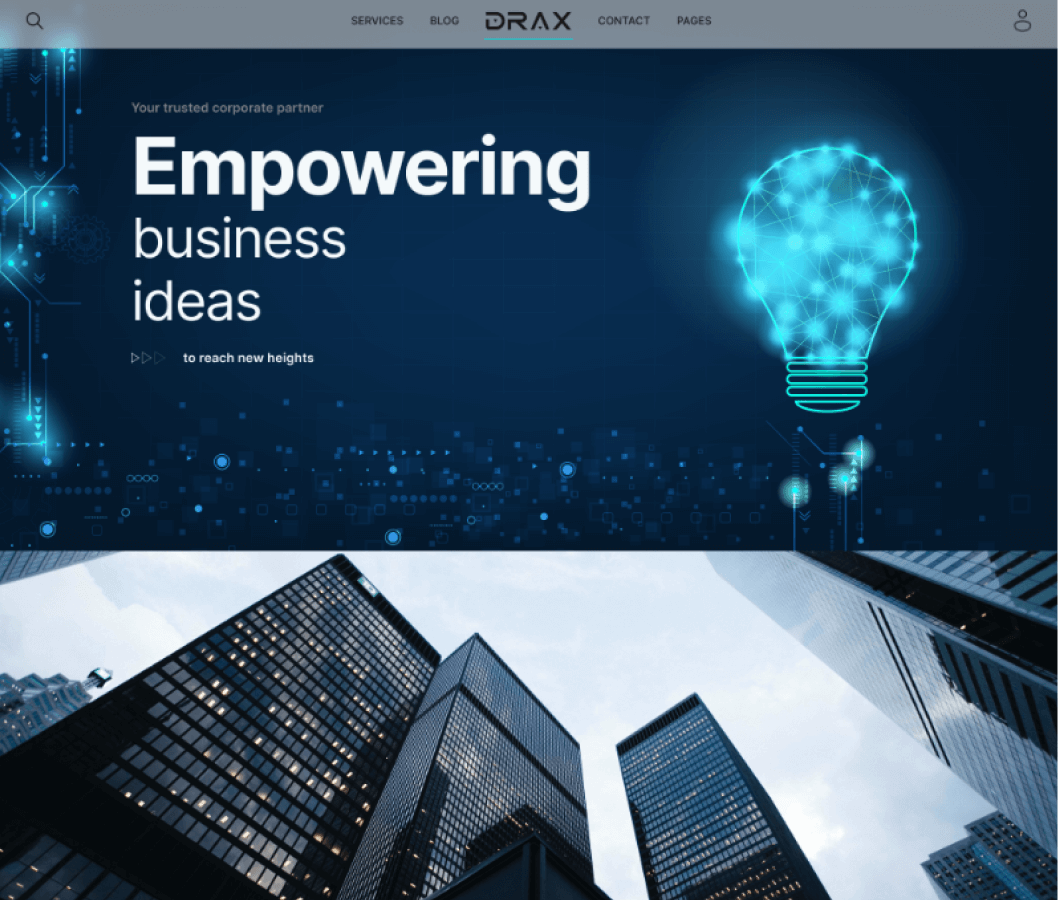 SERVICES BLOG DRAX CONTACT PAGES
Your trusted corporate partner
Empowering
business
ideas
to reach new heights